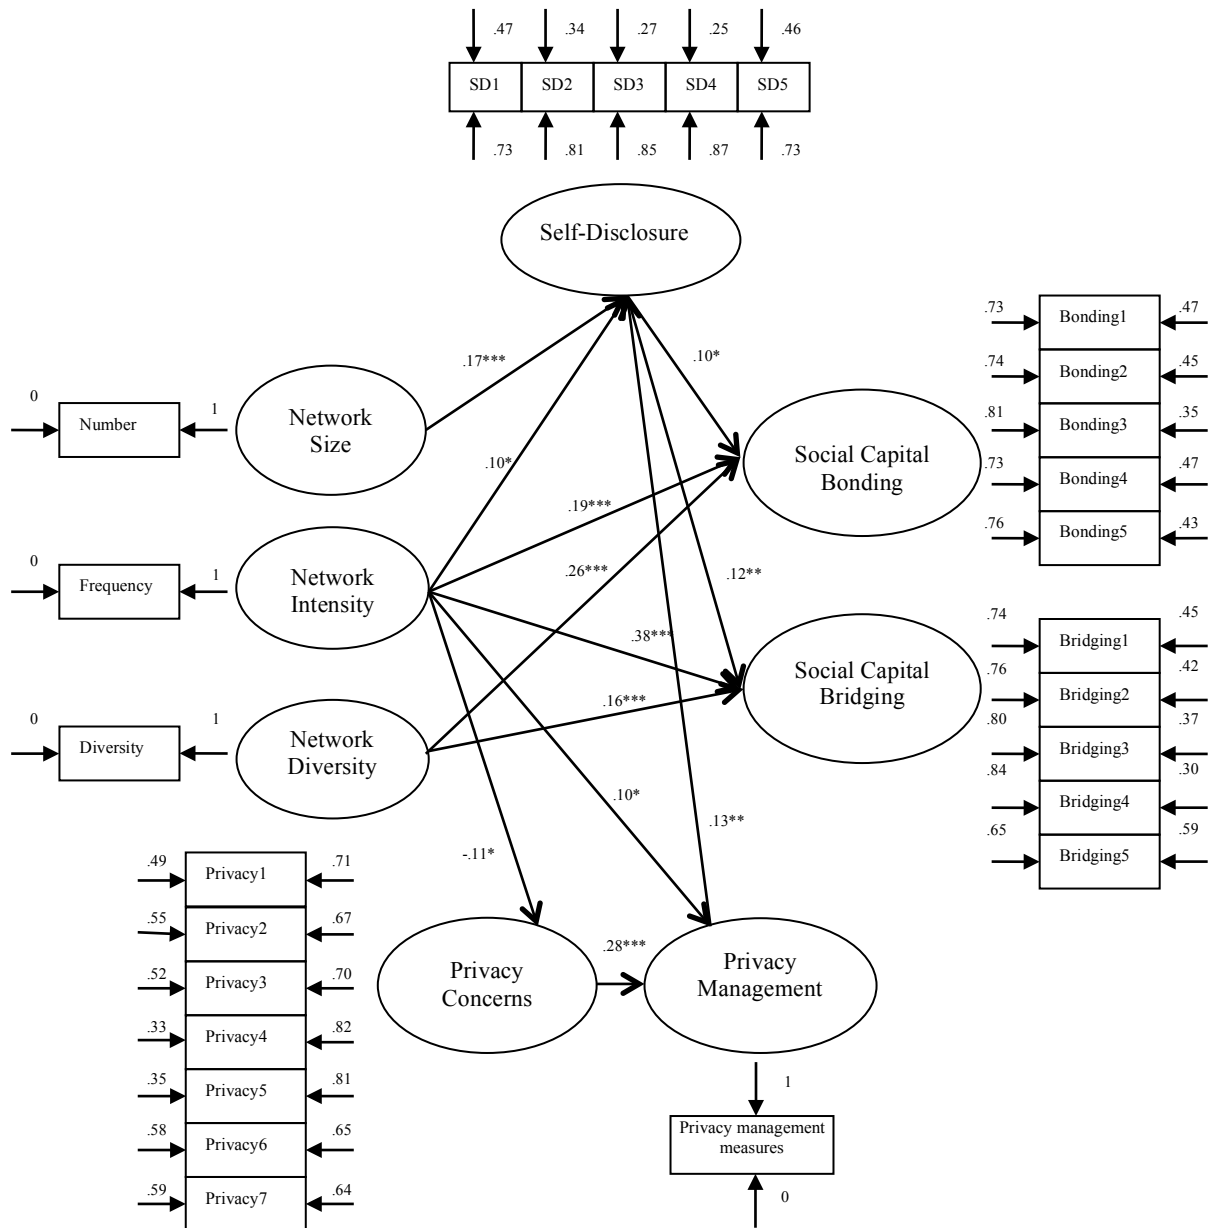 .47 .34 .27 .25 .46
SD1 SD2 SD3 SD4 SD5
.73 .81 .85 .87 .73
Self-Disclosure
.17***
.10*
.10*
.19***
.26***
.12**
.38***
.16***
.10*
.13**
-.11*
.28***
0
Number
1
Network
Size
0
Frequency
1
Network
Intensity
0
Diversity
1
Network
Diversity
Social Capital
Bonding
.73 Bonding1 .47
.74 Bonding2 .45
.81 Bonding3 .35
.73 Bonding4 .47
.76 Bonding5 .43
Social Capital
Bridging
.74 Bridging1 .45
.76 Bridging2 .42
.80 Bridging3 .37
.84 Bridging4 .30
.65 Bridging5 .59
.49 Privacy1 .71
.55 Privacy2 .67
.52 Privacy3 .70
.33 Privacy4 .82
.35 Privacy5 .81
.58 Privacy6 .65
.59 Privacy7 .64
Privacy
Concerns
Privacy
Management
1
Privacy management
measures
0